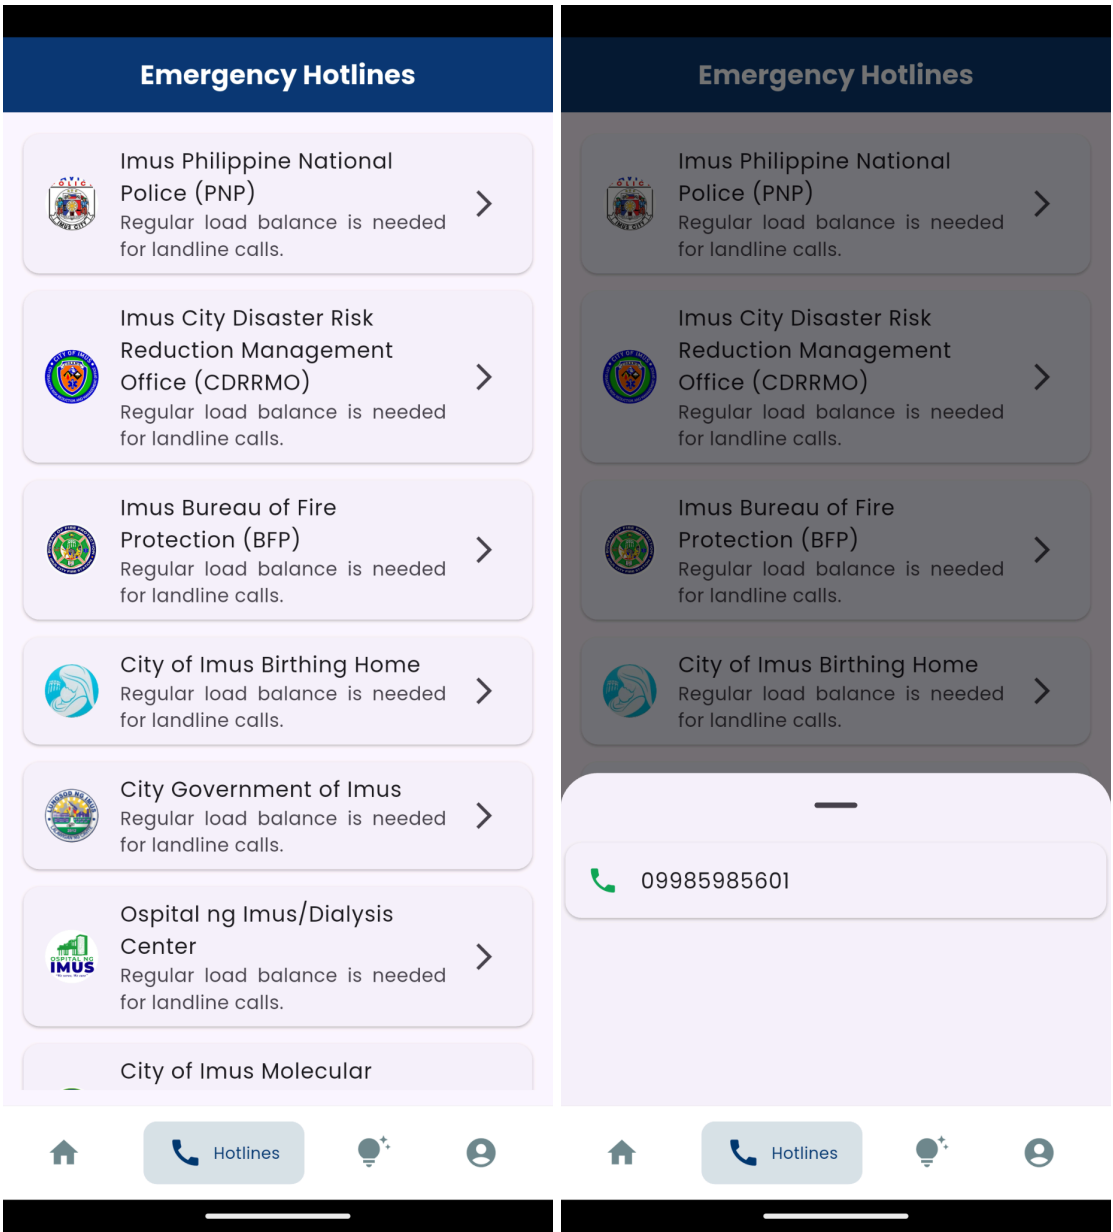 Emergency Hotlines
Imus Philippine National
Police (PNP)
Regular load balance is needed
for landline calls.
Imus City Disaster Risk
Reduction Management
Office (CDRRMO)
Regular load balance is needed
for landline calls.
Imus Bureau of Fire
Protection (BFP)
Regular load balance is needed
for landline calls.
City of Imus Birthing Home
Regular load balance is needed
for landline calls.
City Government of Imus
Regular load balance is needed
for landline calls.
OSPITAL NG
IMUS
Ospital ng Imus/Dialysis
Center
Regular load balance is needed
for landline calls.
City of Imus Molecular
Hotlines
Emergency Hotlines
Imus Philippine National
Police (PNP)
Regular load balance is needed
for landline calls.
Imus City Disaster Risk
Reduction Management
Office (CDRRMO)
Regular load balance is needed
for landline calls.
Imus Bureau of Fire
Protection (BFP)
Regular load balance is needed
for landline calls.
City of Imus Birthing Home
Regular load balance is needed
for landline calls.
09985985601
Hotlines